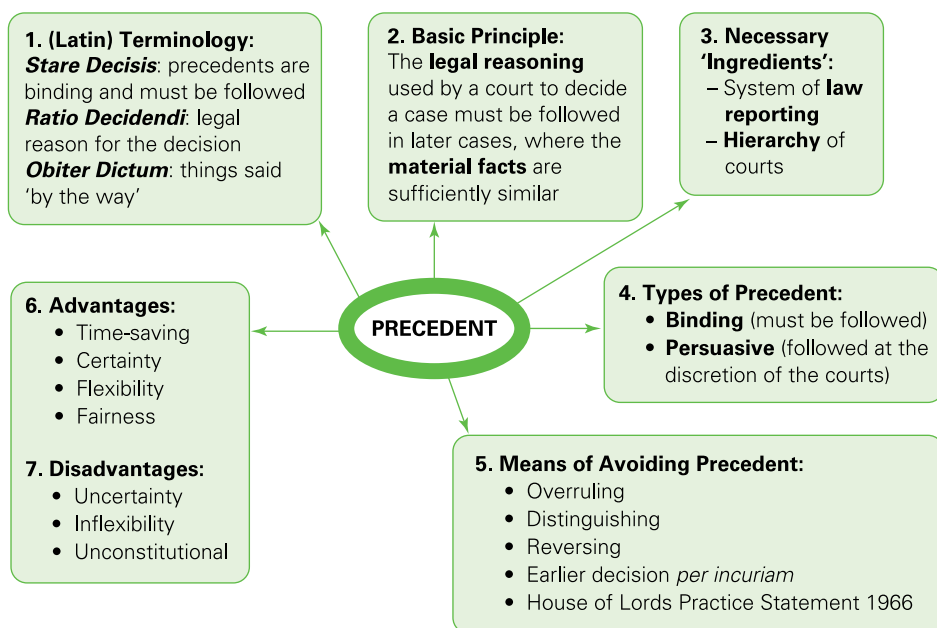 1. (Latin) Terminology:
Stare Decisis: precedents are
binding and must be followed
Ratio Decidendi: legal
reason for the decision
Obiter Dictum: things said
'by the way'
2. Basic Principle:
The legal reasoning
used by a court to decide
a case must be followed
in later cases, where the
material facts are
sufficiently similar
3. Necessary
'Ingredients':
– System of law
reporting
– Hierarchy of
courts
PRECEDENT
4. Types of Precedent:
• Binding (must be followed)
• Persuasive (followed at the
discretion of the courts)
5. Means of Avoiding Precedent:
• Overruling
• Distinguishing
• Reversing
• Earlier decision per incuriam
• House of Lords Practice Statement 1966
6. Advantages:
• Time-saving
• Certainty
• Flexibility
• Fairness
7. Disadvantages:
• Uncertainty
• Inflexibility
• Unconstitutional